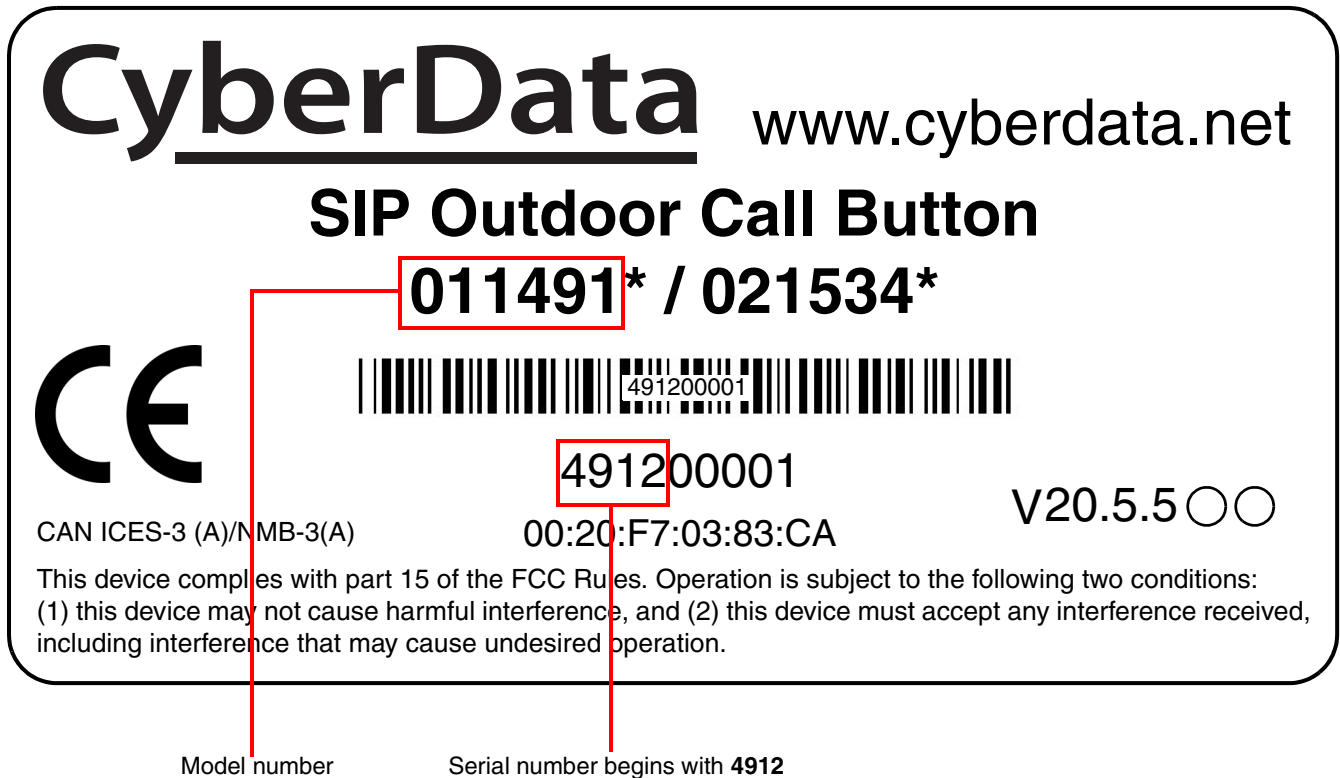 CyberData www.cyberdata.net
SIP Outdoor Call Button
011491* / 021534*
491200001
491200001
V20.5.5
CAN ICES-3 (A)/NMB-3(A) 00:20:F7:03:83:CA
This device complies with part 15 of the FCC Rules. Operation is subject to the following two conditions:
(1) this device may not cause harmful interference, and (2) this device must accept any interference received,
including interference that may cause undesired operation.
Model number Serial number begins with 4912